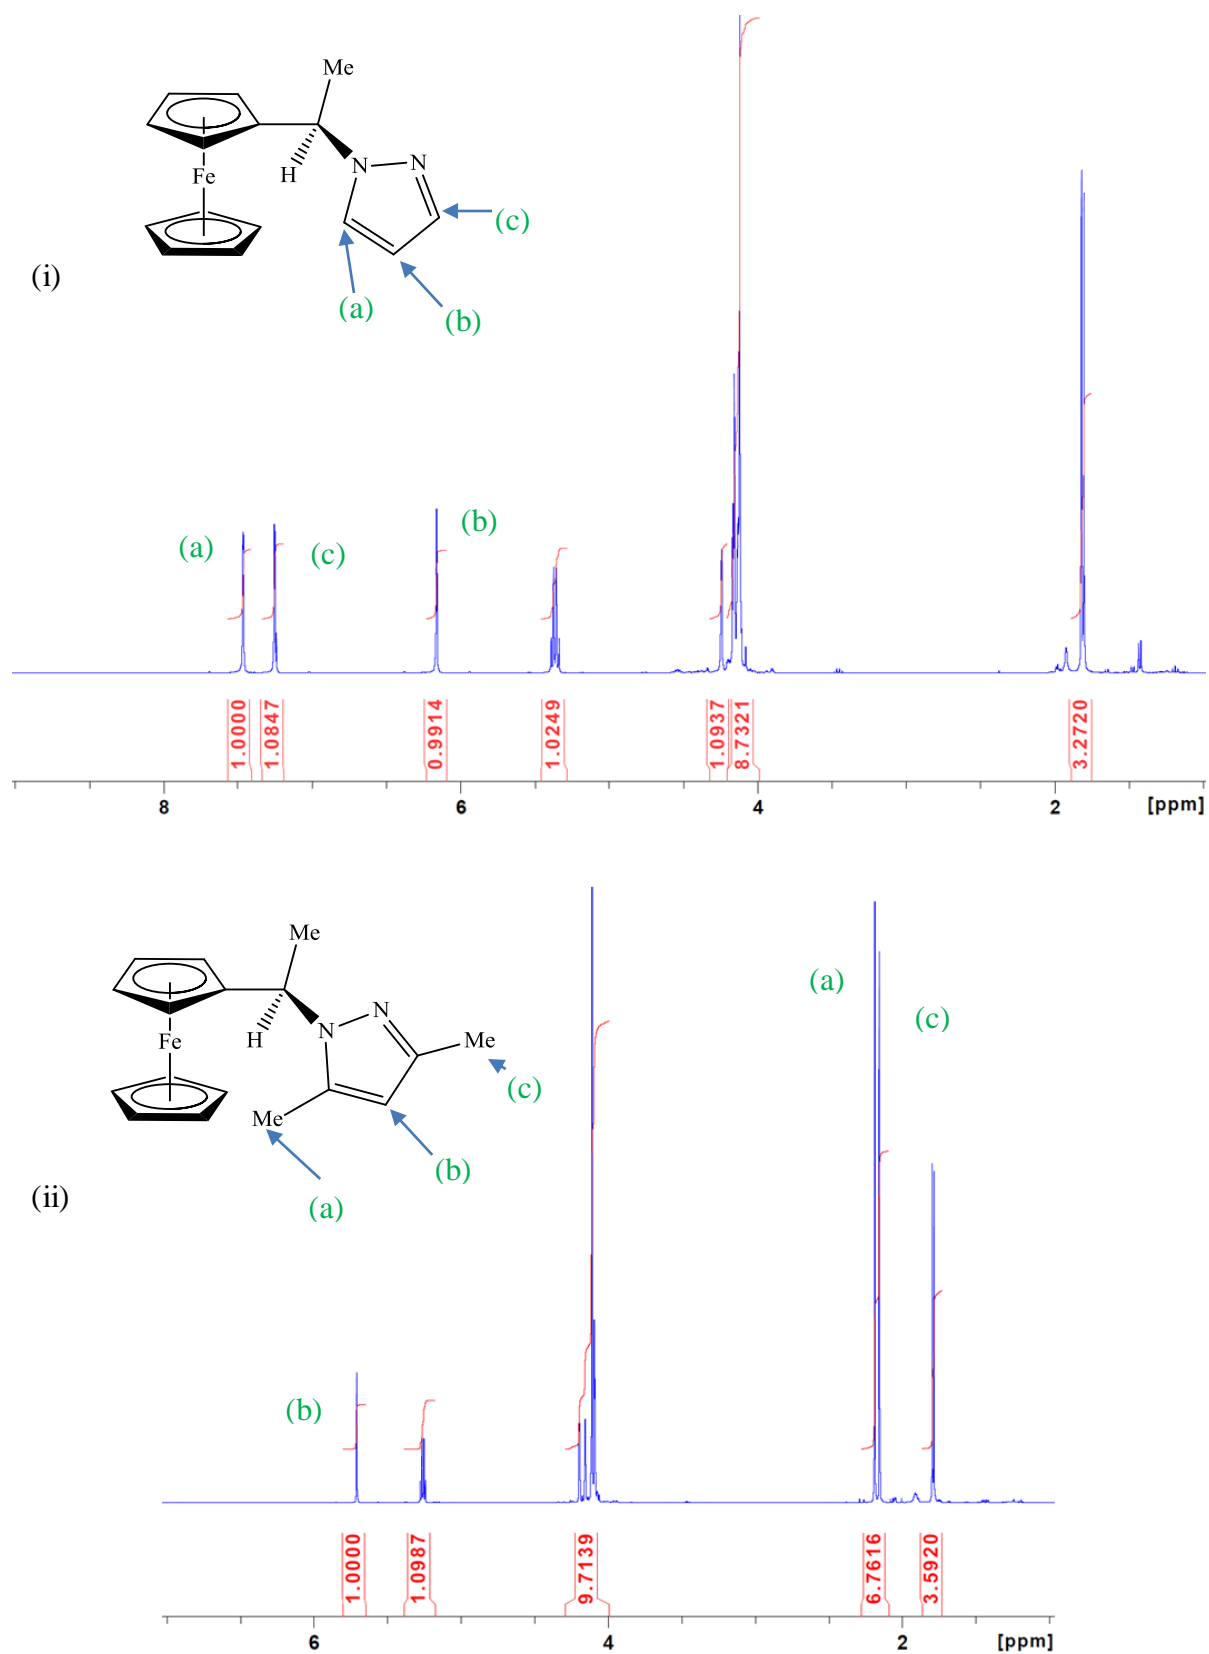 Me
N
N
H
Fe
(c)
(i)
(a)
(b)
(a)
(c)
(b)
1.0000
1.0847
0.9914
1.0249
1.0937
8.7321
3.2720
8
6
4
2
[ppm]
Me
N
N
H
Fe
Me
(c)
Me
(b)
(a)
(ii)
(a)
(c)
(b)
1.0000
1.0987
9.7139
6.7616
3.5920
6
4
2
[ppm]